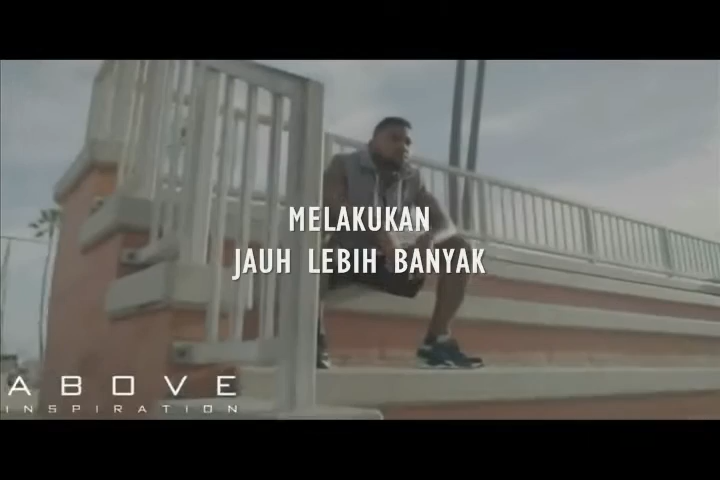 MELAKUKAN
JAUH LEBIH BANYAK
ABOVE
INSPIRATION